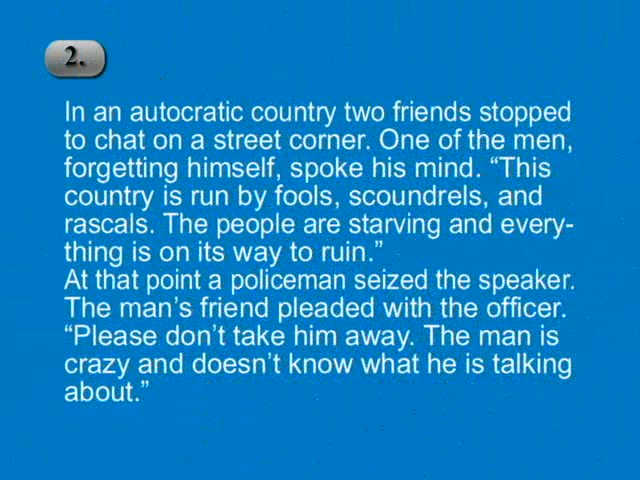 2.
In an autocratic country two friends stopped
to chat on a street corner. One of the men,
forgetting himself, spoke his mind. “This
country is run by fools, scoundrels, and
rascals. The people are starving and every-
thing is on its way to ruin.”
At that point a policeman seized the speaker.
The man’s friend pleaded with the officer.
“Please don’t take him away. The man is
crazy and doesn’t know what he is talking
about.”